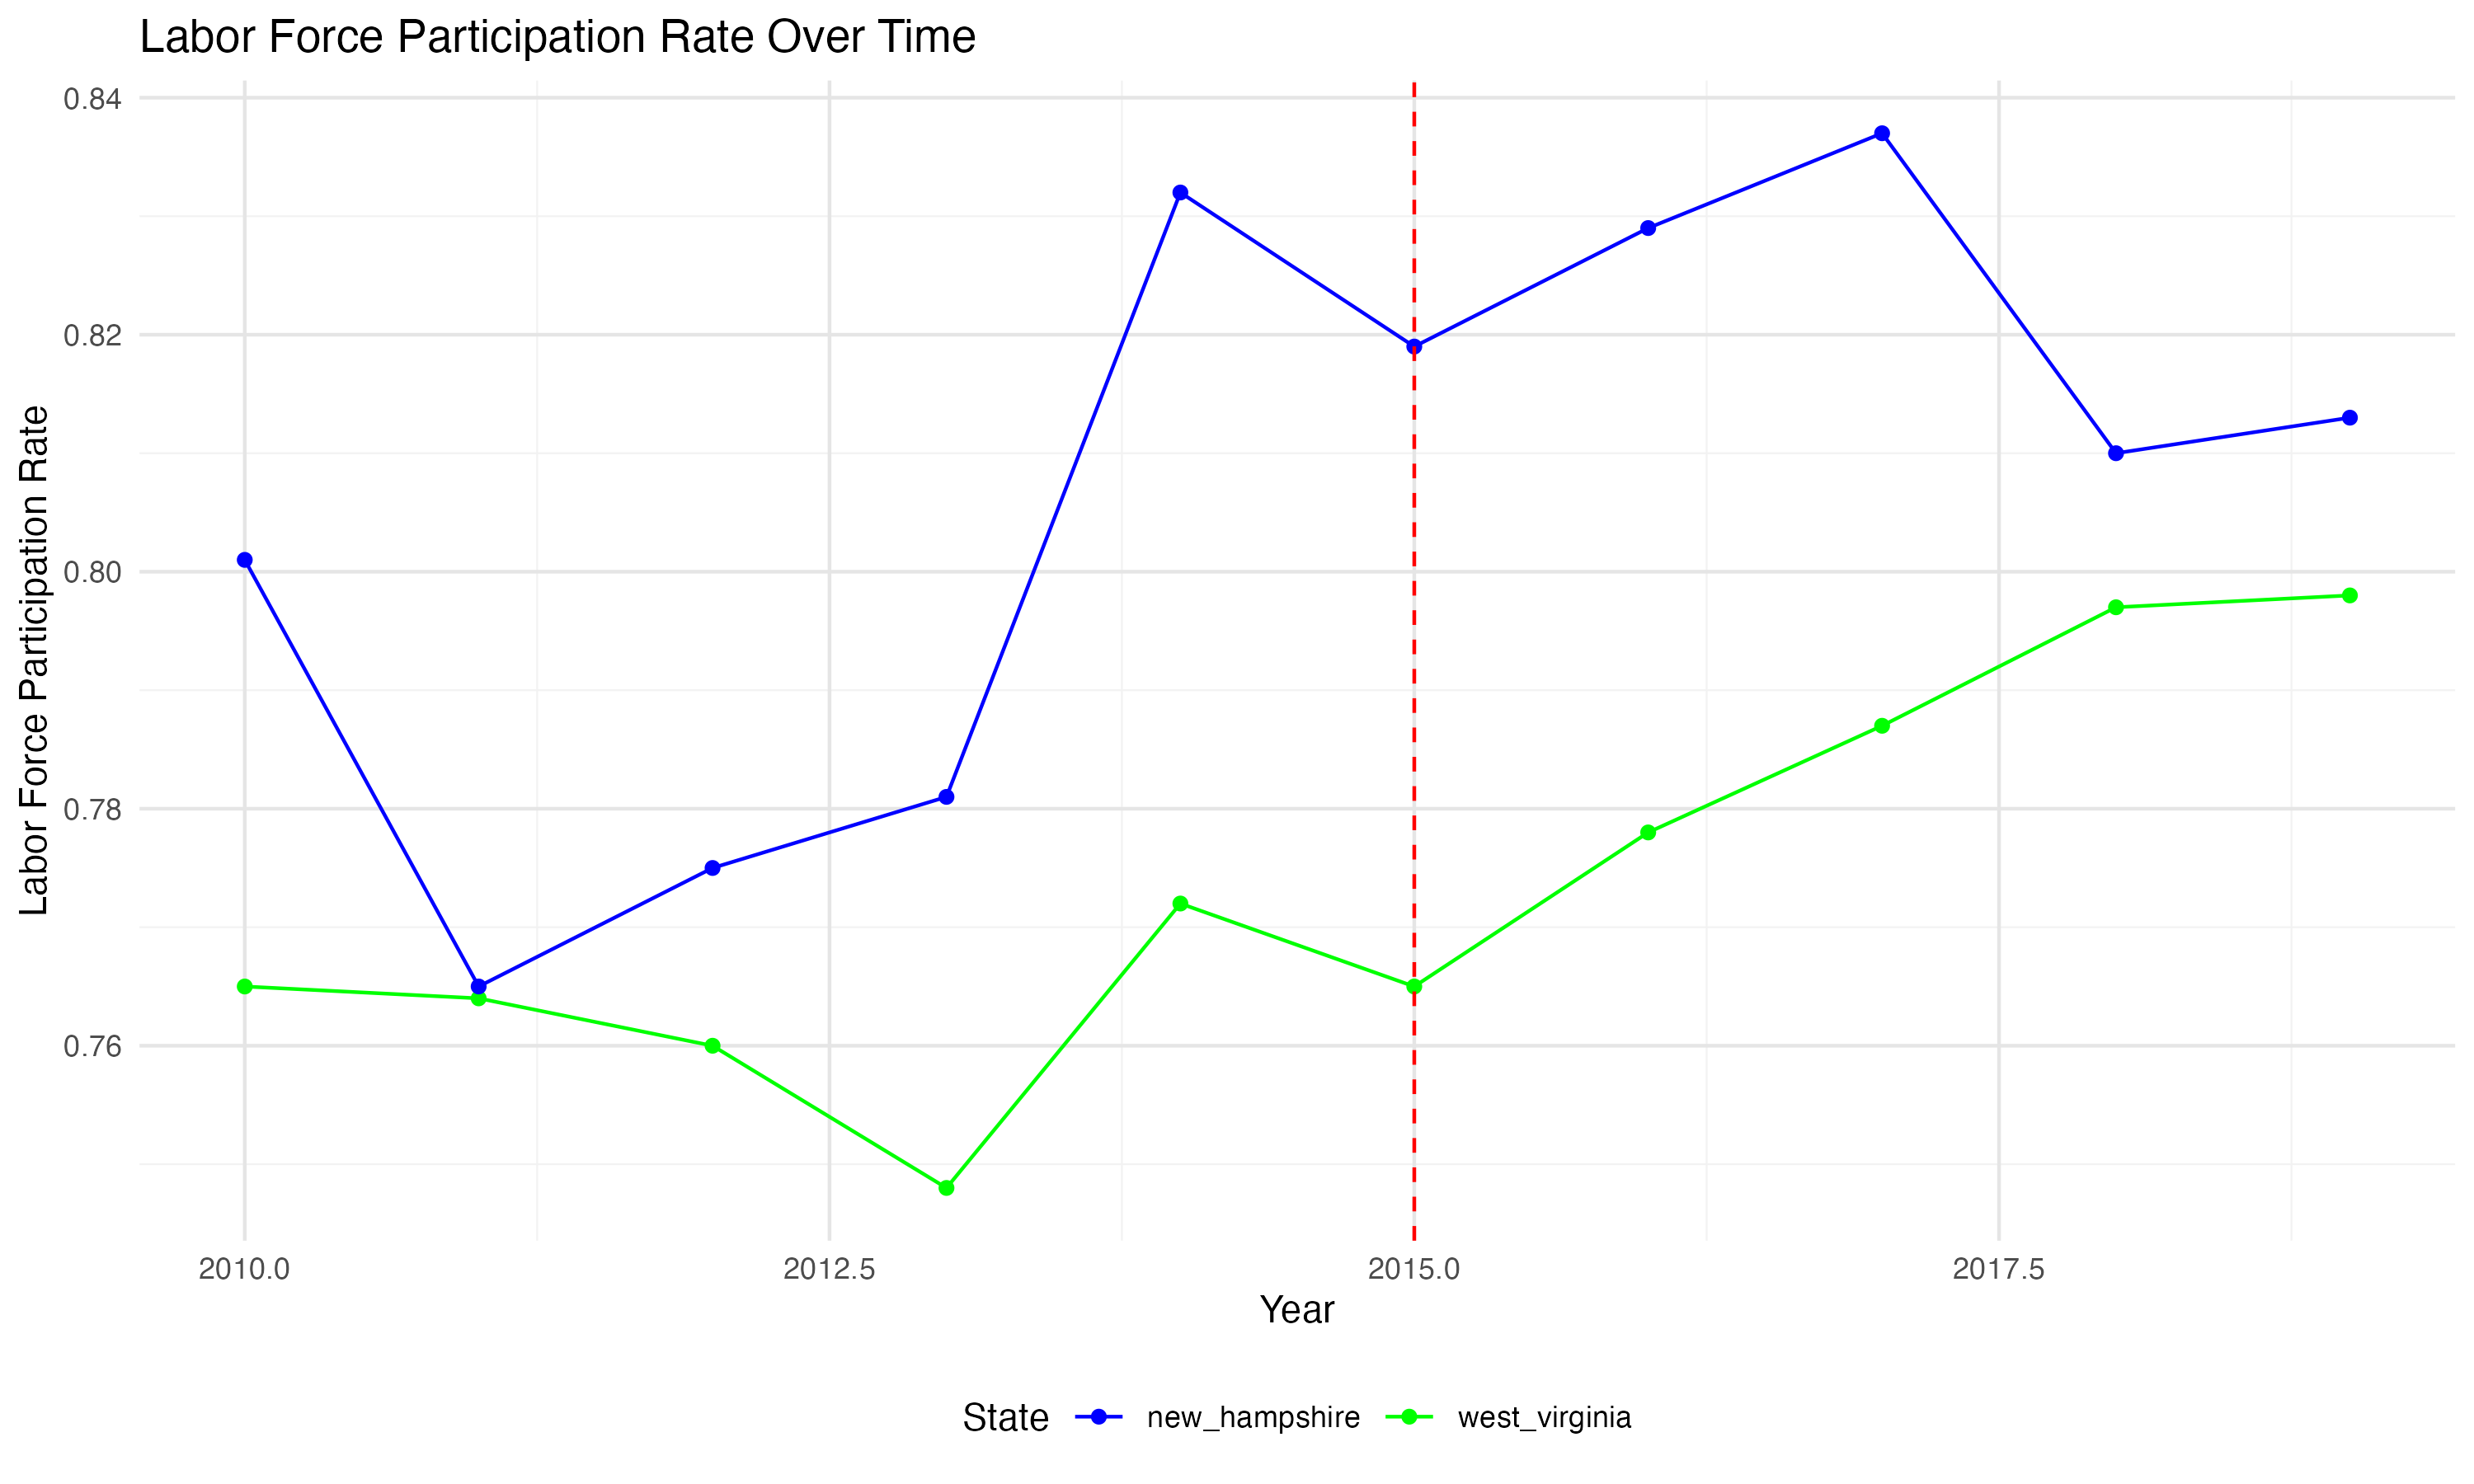 Labor Force Participation Rate Over Time
Labor Force Participation Rate
0.84
0.82
0.80
0.78
0.76
2010.0 2012.5 2015.0 2017.5
Year
State new_hampshire west_virginia